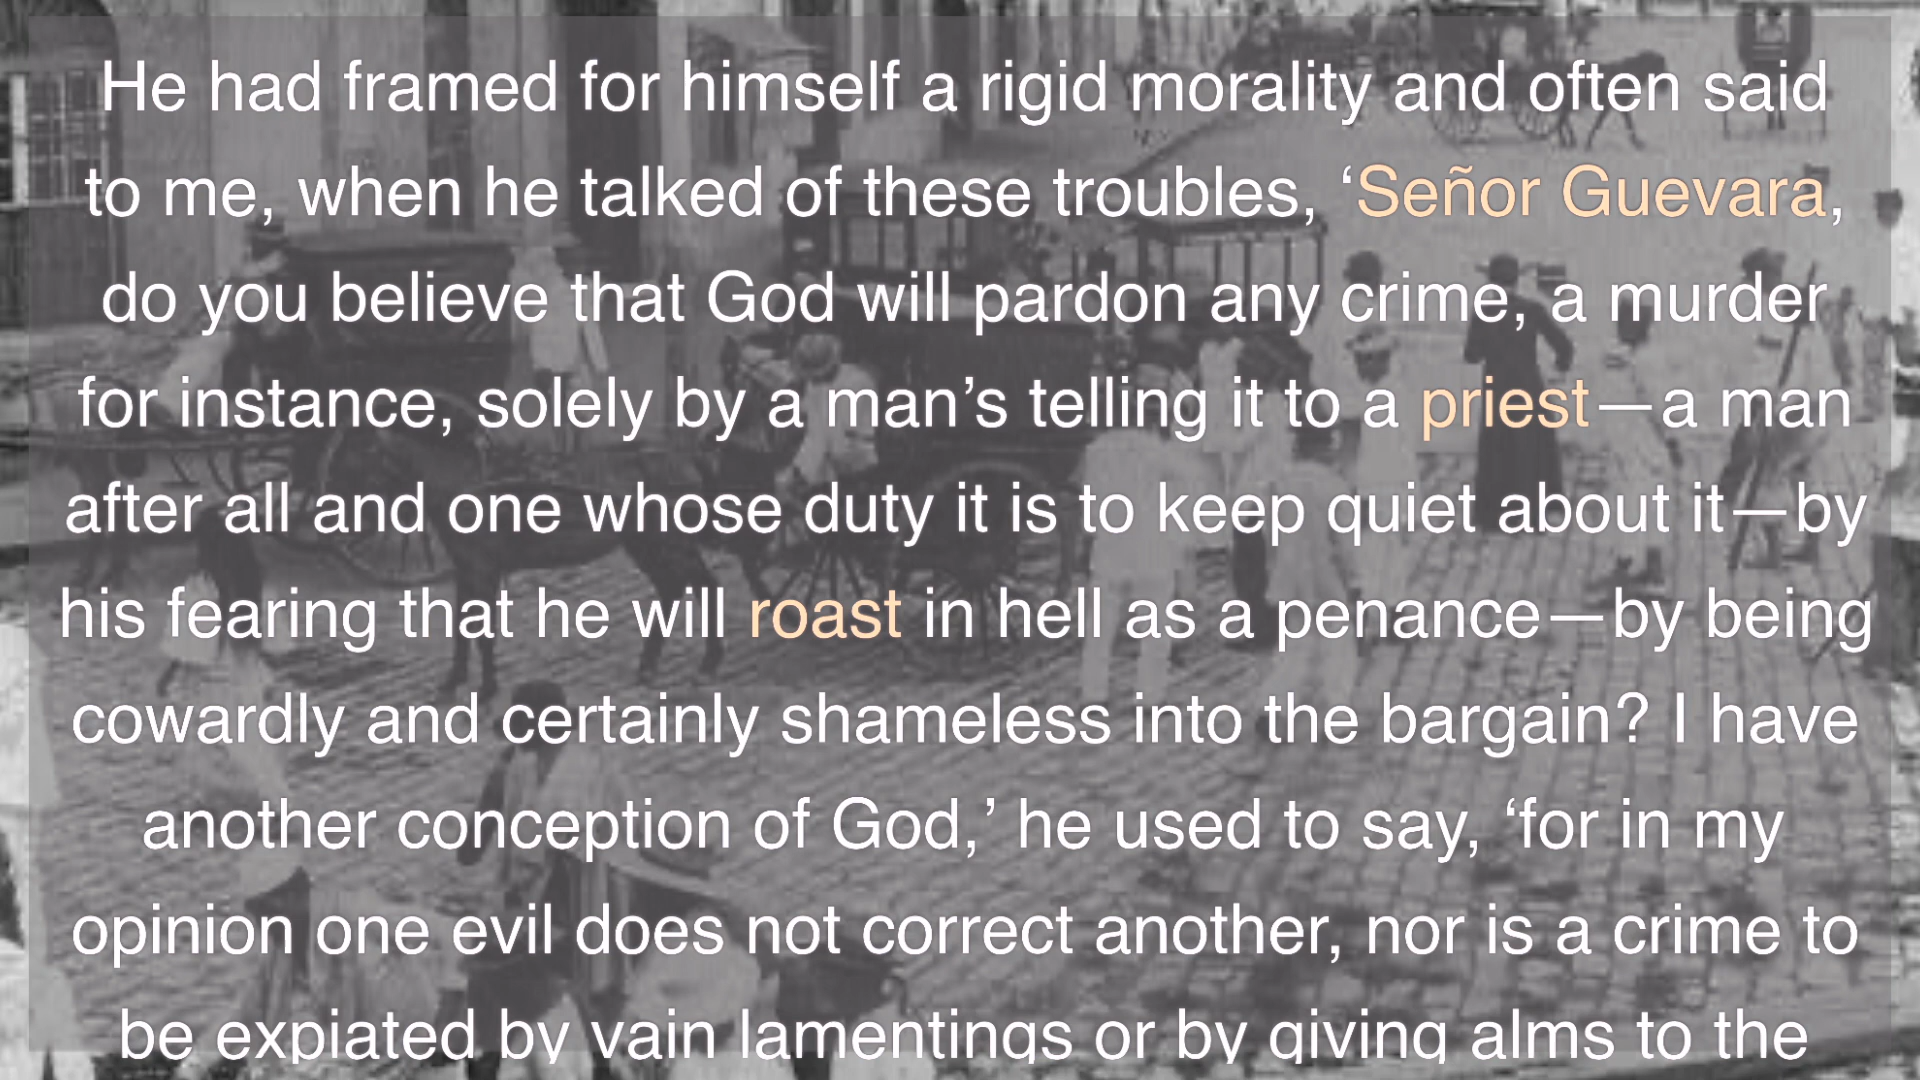 He had framed for himself a rigid morality and often said
to me, when he talked of these troubles, ‘Señor Guevara,
do you believe that God will pardon any crime, a murder
for instance, solely by a man’s telling it to a priest—a man
after all and one whose duty it is to keep quiet about it—by
his fearing that he will roast in hell as a penance—by being
cowardly and certainly shameless into the bargain? I have
another conception of God,’ he used to say, ‘for in my
opinion one evil does not correct another, nor is a crime to
be expiated by vain lamentings or by giving alms to the